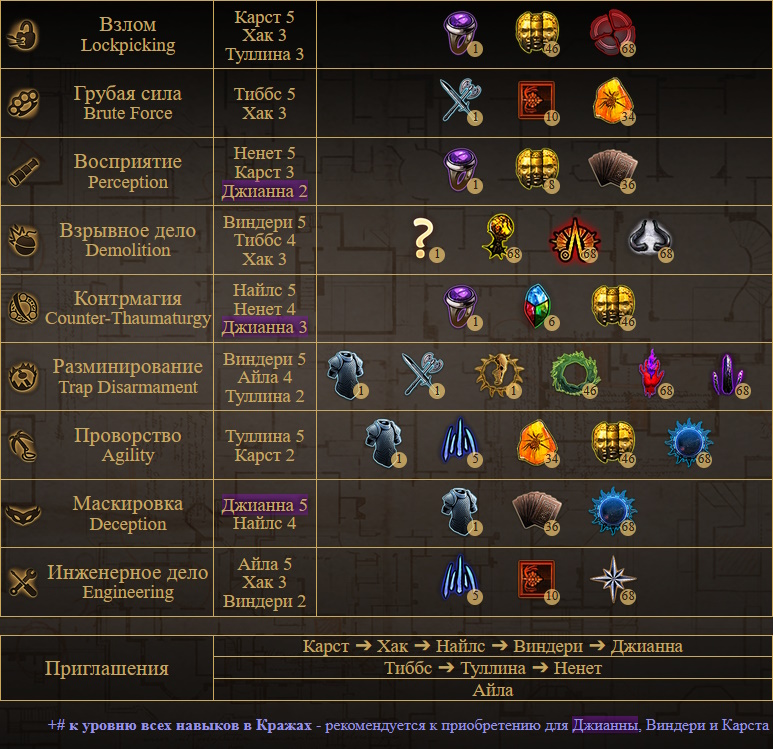 Взлом
Lockpicking
Карст 5
Хак 3
Туллина 3
1 46 68
Грубая сила
Brute Force
Тиббс 5
Хак 3
1 10 34
Восприятие
Perception
Ненет 5
Карст 3
Джианна 2
1 8 36
Взрывное дело
Demolition
Виндери 5
Тиббс 4
Хак 3
? 1 68 68 68
Контрмагия
Counter-Thaumaturgy
Найлс 5
Ненет 4
Джианна 3
1 6 46
Разминирование
Trap Disarmament
Виндери 5
Айла 4
Туллина 2
1 1 1 46 68 68
Проворство
Agility
Туллина 5
Карст 2
1 5 34 46 68
Маскировка
Deception
Джианна 5
Найлс 4
1 36 68
Инженерное дело
Engineering
Айла 5
Хак 3
Виндери 2
5 10 68
Приглашения
Карст ➔ Хак ➔ Найлс ➔ Виндери ➔ Джианна
Тиббс ➔ Туллина ➔ Ненет
Айла
+# к уровню всех навыков в Кражах - рекомендуется к приобретению для Джианны, Виндери и Карста